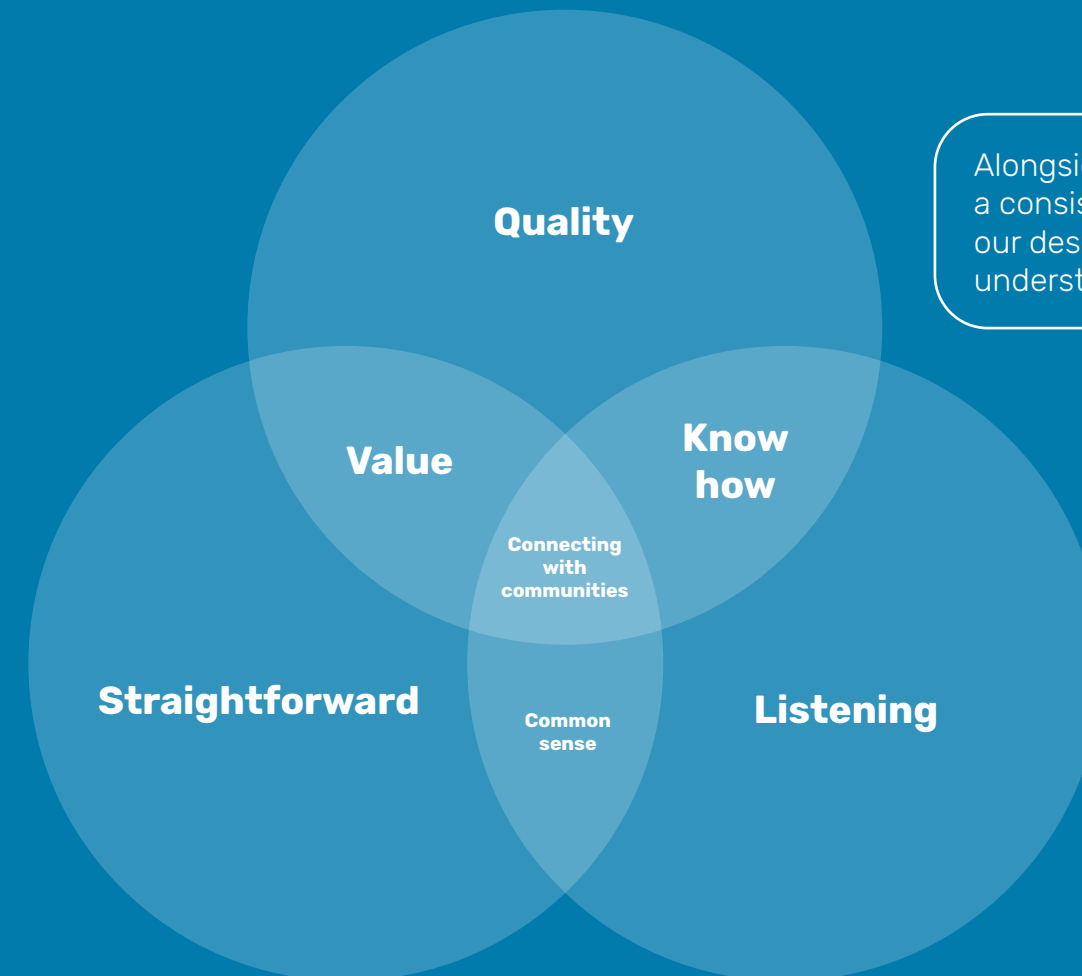 Quality
Alongsi
a consis
our des
underst
Know
how
Value
Connecting
with
communities
Straightforward
Listening
Common
sense